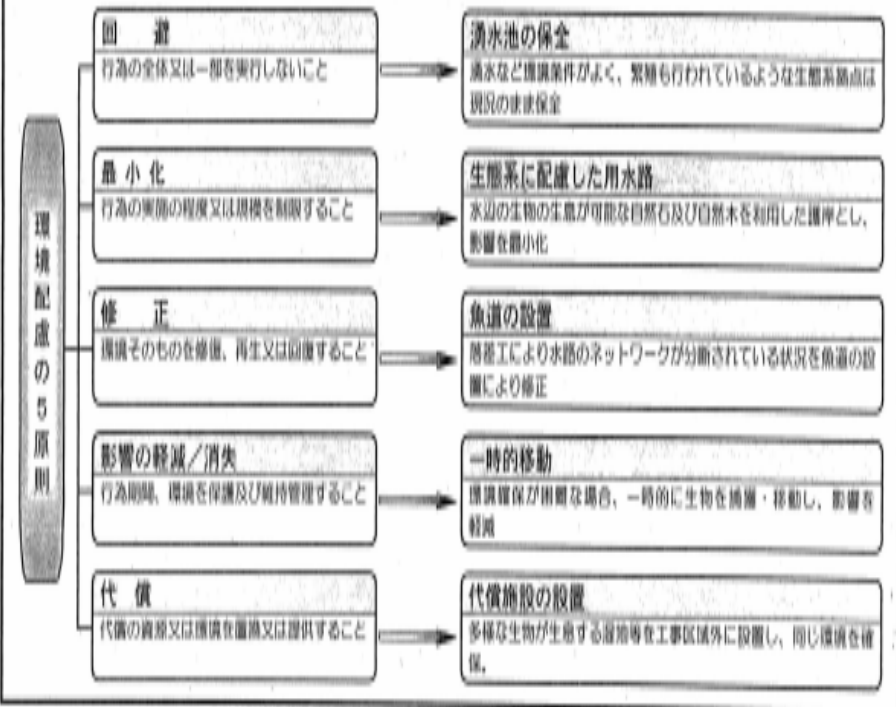 環境配慮の5原則
回 避
行為の全体又は一部を実行しないこと
湧水池の保全
湧水など環境条件がよく、繁殖も行われているような生態系拠点は
現況のまま保全
最 小 化
行為の実施の程度又は規模を制限すること
生態系に配慮した用水路
水辺の生物の生息が可能な自然石及び自然木を利用した護岸とし、
影響を最小化
修 正
環境そのものを修復、再生又は回復すること
魚道の設置
落差工により水路のネットワークが分断されている状況を魚道の設
置により修正
影響の軽減／消失
行為期間、環境を保護及び維持管理すること
一時的移動
環境確保が困難な場合、一時的に生物を捕獲・移動し、影響を
軽減
代 償
代償の資源又は環境を置換又は提供すること
代償施設の設置
多様な生物が生息する湿地等を工事区域外に設置し、同じ環境を確
保。